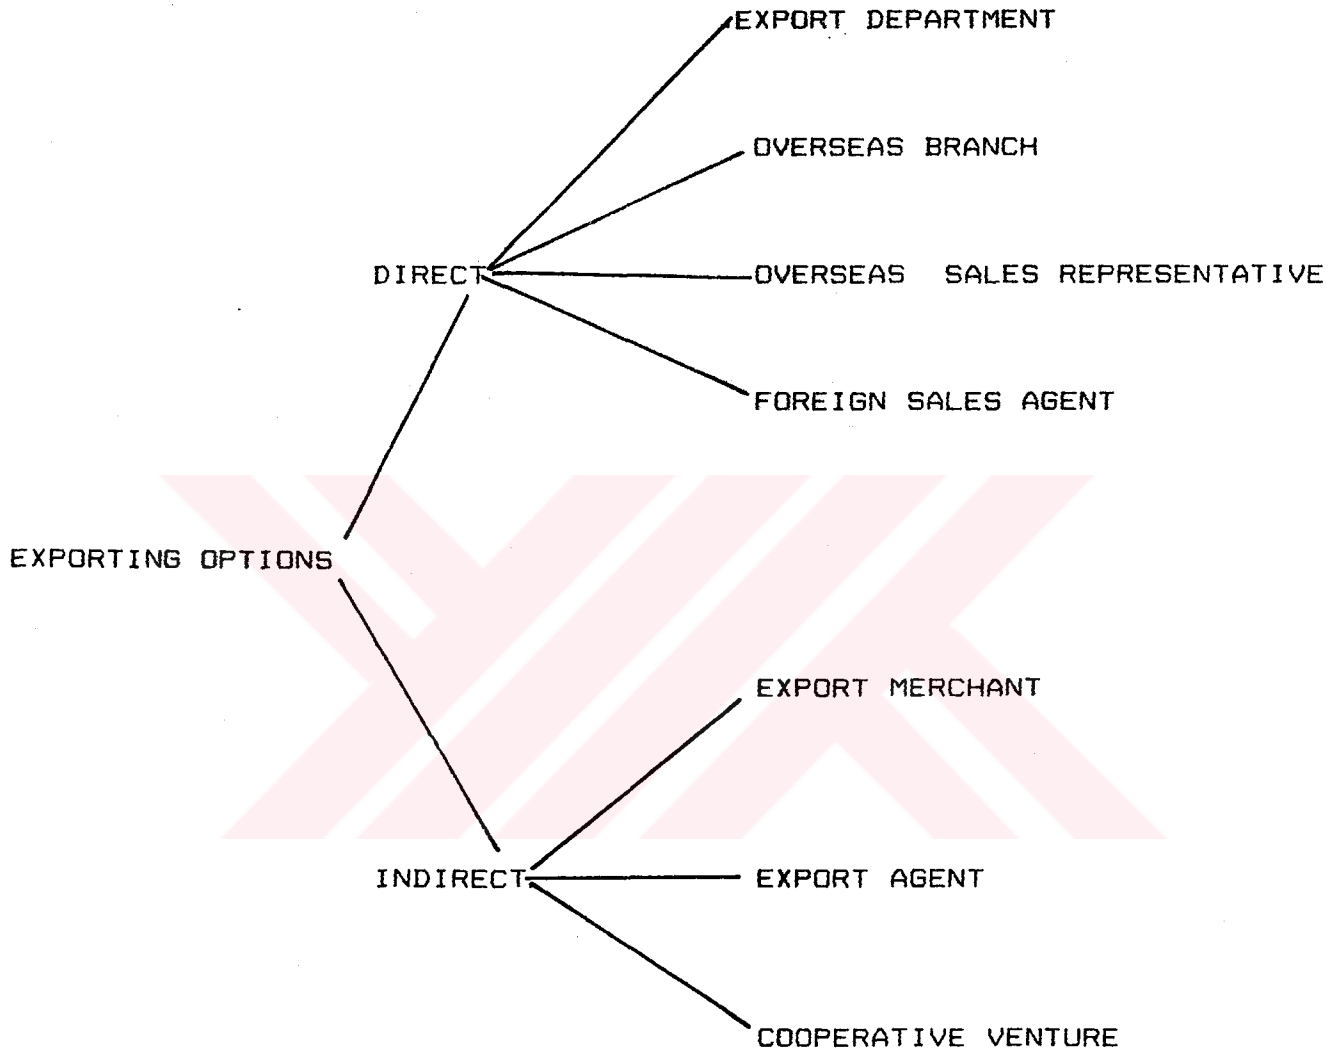 EXPORT DEPARTMENT
OVERSEAS BRANCH
DIRECT
OVERSEAS SALES REPRESENTATIVE
FOREIGN SALES AGENT
EXPORTING OPTIONS
EXPORT MERCHANT
INDIRECT
EXPORT AGENT
COOPERATIVE VENTURE